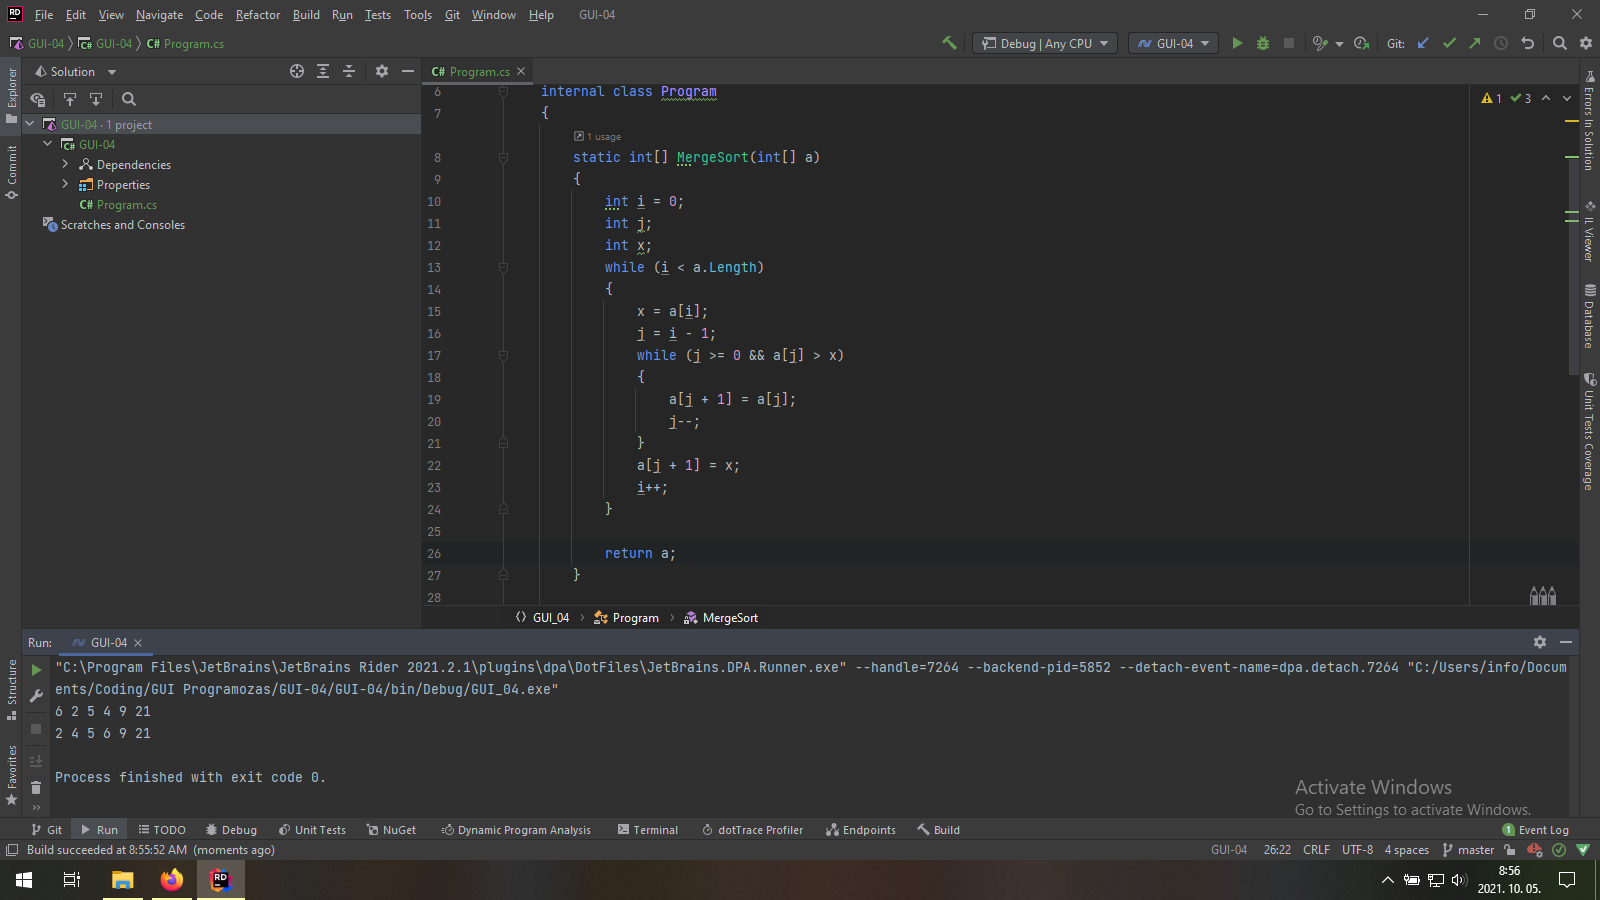 File Edit View Navigate Code Refactor Build Run Tests Tools Git Window Help GUI-04
GUI-04 GUI-04 C# Program.cs Debug | Any CPU GUI-04 Git:
Solution
C# Program.cs
GUI-04 · 1 project
GUI-04
Dependencies
Properties
C# Program.cs
Scratches and Consoles
Explorer
Commit
Structure
Favorites
1 3
6 internal class Program
7 {
1 usage
8 static int[] MergeSort(int[] a)
9 {
10 int i = 0;
11 int j;
12 int x;
13 while (i < a.Length)
14 {
15 x = a[i];
16 j = i - 1;
17 while (j >= 0 && a[j] > x)
18 {
19 a[j + 1] = a[j];
20 j--;
21 }
22 a[j + 1] = x;
23 i++;
24 }
25
26 return a;
27 }
28
GUI_04 Program MergeSort
Errors In Solution
IL Viewer
Database
Unit Tests Coverage
Run: GUI-04
"C:\Program Files\JetBrains\JetBrains Rider 2021.2.1\plugins\dpa\DotFiles\JetBrains.DPA.Runner.exe" --handle=7264 --backend-pid=5852 --detach-event-name=dpa.detach.7264 "C:/Users/info/Docum
ents/Coding/GUI Programozas/GUI-04/GUI-04/bin/Debug/GUI_04.exe"
6 2 5 4 9 21
2 4 5 6 9 21
Process finished with exit code 0.
Activate Windows
Go to Settings to activate Windows.
Git Run TODO Debug Unit Tests NuGet Dynamic Program Analysis Terminal dotTrace Profiler Endpoints Build 1 Event Log
Build succeeded at 8:55:52 AM (moments ago) GUI-04 26:22 CRLF UTF-8 4 spaces master
RD
8:56
2021. 10. 05.